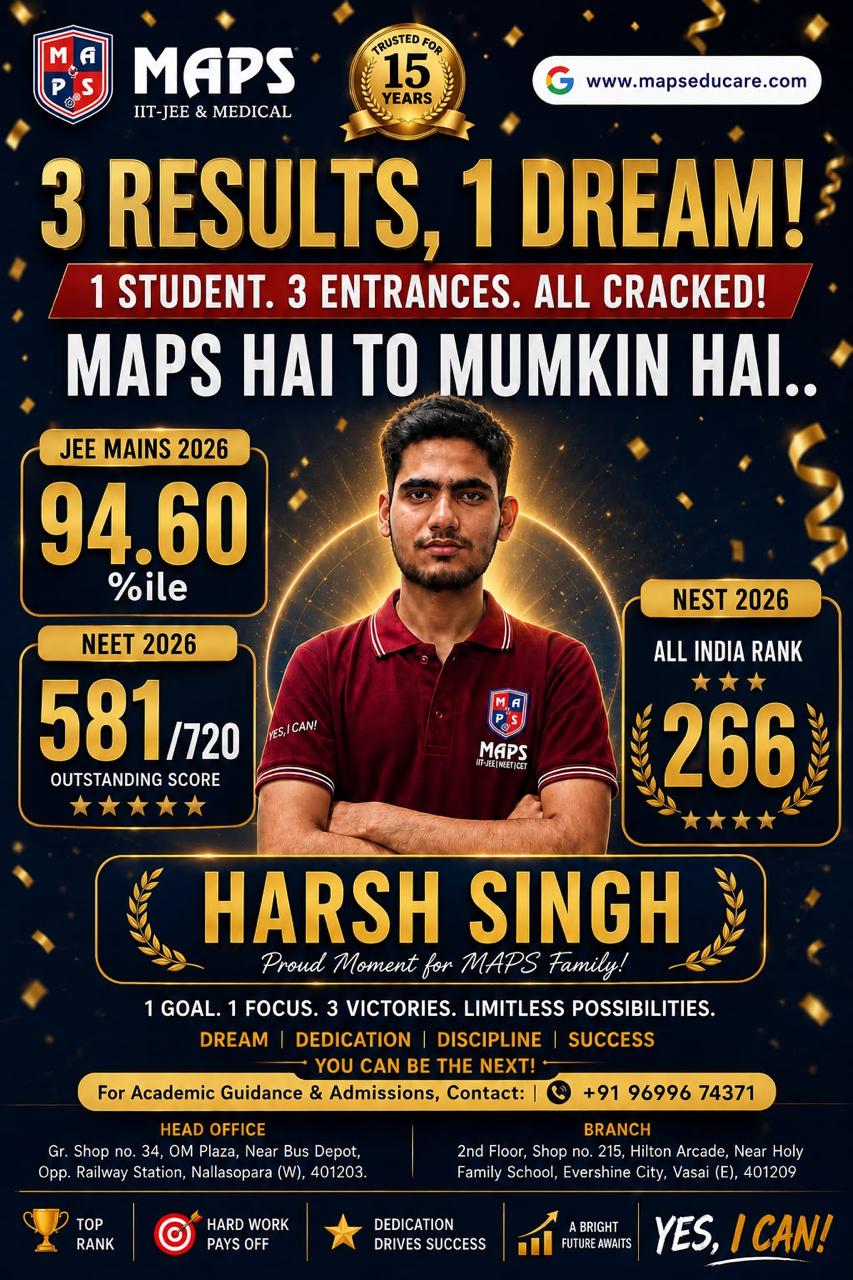 M A
P S
MAPS
IIT-JEE & MEDICAL
TRUSTED FOR
15
YEARS
www.mapseducare.com
3 RESULTS, 1 DREAM!
1 STUDENT. 3 ENTRANCES. ALL CRACKED!
MAPS HAI TO MUMKIN HAI..
JEE MAINS 2026
94.60
%ile
NEET 2026
581/720
OUTSTANDING SCORE
NEST 2026
ALL INDIA RANK
266
YES, I CAN!
M A
P S
MAPS
IIT-JEE|NEET|CET
HARSH SINGH
Proud Moment for MAPS Family!
1 GOAL. 1 FOCUS. 3 VICTORIES. LIMITLESS POSSIBILITIES.
DREAM | DEDICATION | DISCIPLINE | SUCCESS
YOU CAN BE THE NEXT!
For Academic Guidance & Admissions, Contact: | +91 96996 74371
HEAD OFFICE
Gr. Shop no. 34, OM Plaza, Near Bus Depot,
Opp. Railway Station, Nallasopara (W), 401203.
BRANCH
2nd Floor, Shop no. 215, Hilton Arcade, Near Holy
Family School, Evershine City, Vasai (E), 401209
TOP
RANK
HARD WORK
PAYS OFF
DEDICATION
DRIVES SUCCESS
A BRIGHT
FUTURE AWAITS
YES, I CAN!